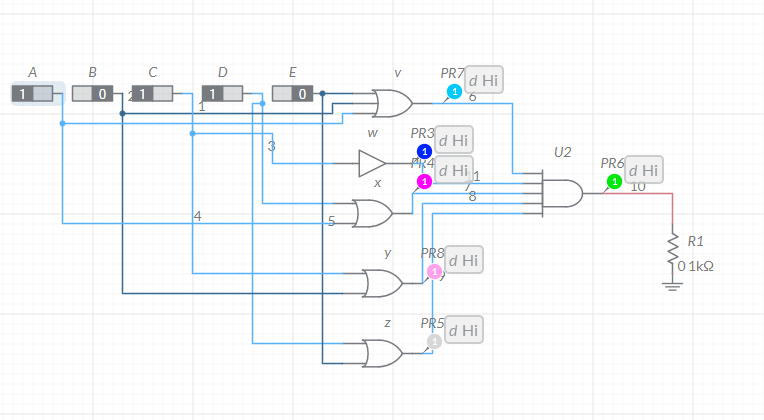 A B C D E
1 0 1 1 0
2 1
v
PR7 d Hi
1
6
w
3
PR3 d Hi
1
x
PR4 d Hi
1
1
7
8
U2
PR6 d Hi
1
10
4
5
R1
0.1kΩ
y
PR8 d Hi
1
z
PR5 d Hi
1